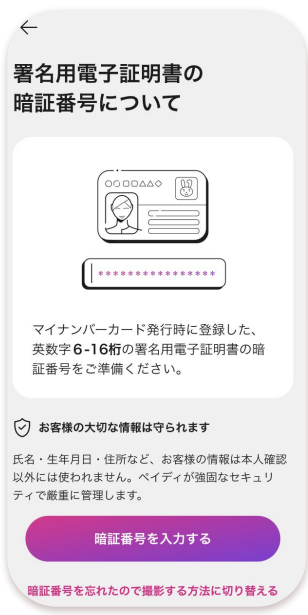 署名用電子証明書の
暗証番号について
****************
マイナンバーカード発行時に登録した、
英数字6-16桁の署名用電子証明書の暗
証番号をご準備ください。
お客様の大切な情報は守られます
氏名・生年月日・住所など、お客様の情報は本人確認
以外には使われません。ペイディが強固なセキュリ
ティで厳重に管理します。
暗証番号を入力する
暗証番号を忘れたので撮影する方法に切り替える